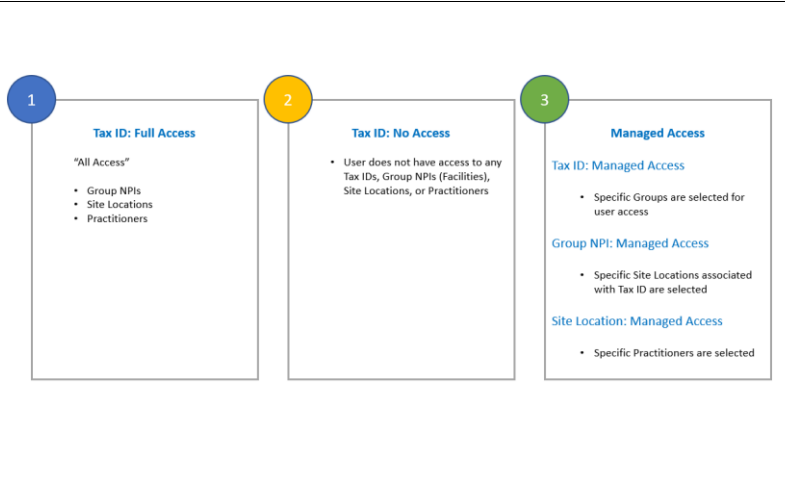 1
Tax ID: Full Access
"All Access"
• Group NPIs
• Site Locations
• Practitioners
2
Tax ID: No Access
• User does not have access to any
Tax IDs, Group NPIs (Facilities),
Site Locations, or Practitioners
3
Managed Access
Tax ID: Managed Access
• Specific Groups are selected for
user access
Group NPI: Managed Access
• Specific Site Locations associated
with Tax ID are selected
Site Location: Managed Access
• Specific Practitioners are selected